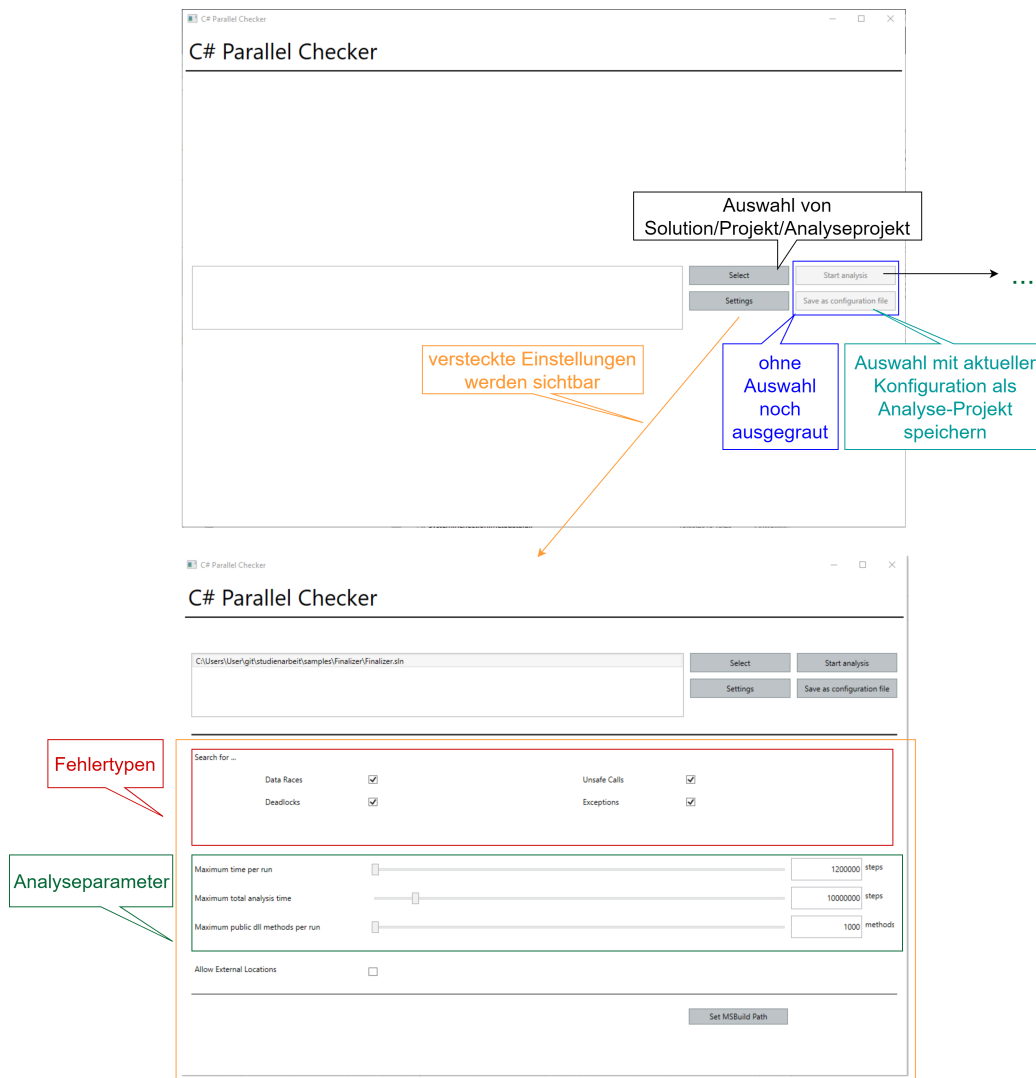 C# Parallel Checker
C# Parallel Checker
Auswahl von
Solution/Projekt/Analyseprojekt
Select
Start analysis
...
Settings
Save as configuration file
versteckte Einstellungen
werden sichtbar
ohne
Auswahl
noch
ausgegraut
Auswahl mit aktueller
Konfiguration als
Analyse-Projekt
speichern
C# Parallel Checker
C# Parallel Checker
C:\Users\User\git\studienarbeit\samples\Finalizer\Finalizer.sln
Select
Start analysis
Settings
Save as configuration file
Fehlertypen
Search for ...
Data Races
Unsafe Calls
Deadlocks
Exceptions
Analyseparameter
Maximum time per run
1200000 steps
Maximum total analysis time
10000000 steps
Maximum public dll methods per run
1000 methods
Allow External Locations
Set MSBuild Path